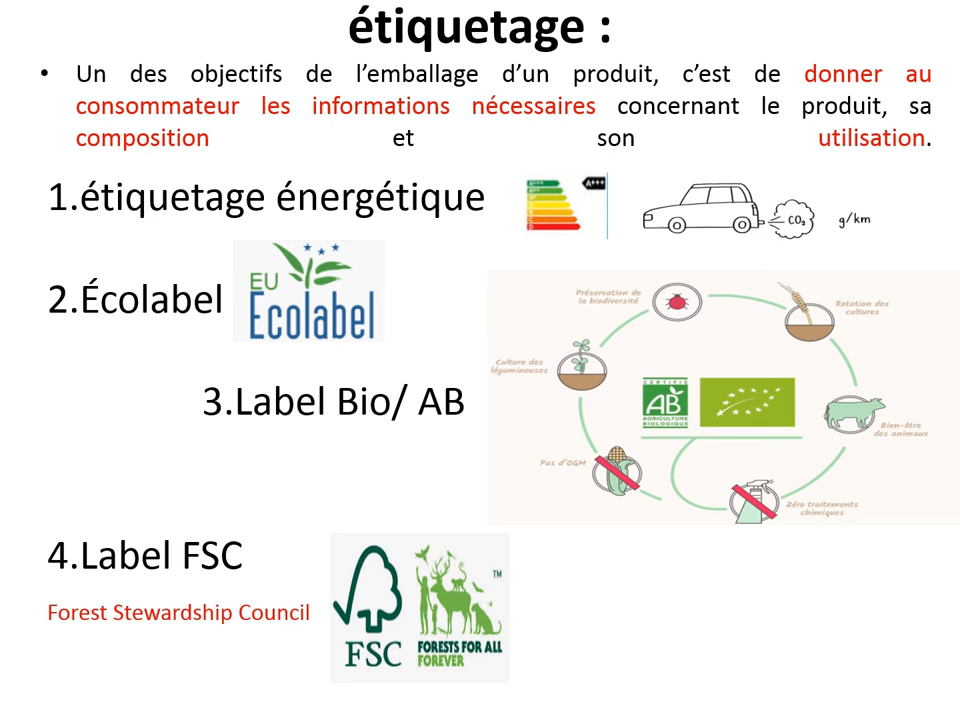 étiquetage :
• Un des objectifs de l’emballage d’un produit, c’est de donner au
consommateur les informations nécessaires concernant le produit, sa
composition et son utilisation.
1.étiquetage énergétique
A+++
CO₂
g/km
2.Écolabel
EU
Ecolabel
Préservation de
la biodiversité
Rotation des
cultures
Culture des
légumineuses
3.Label Bio/ AB
CERTIFIÉ
AB
AGRICULTURE
BIOLOGIQUE
Bien-être
des animaux
Pas d’OGM
Zéro traitements
chimiques
4.Label FSC
Forest Stewardship Council
FSC
TM
FORESTS FOR ALL
FOREVER